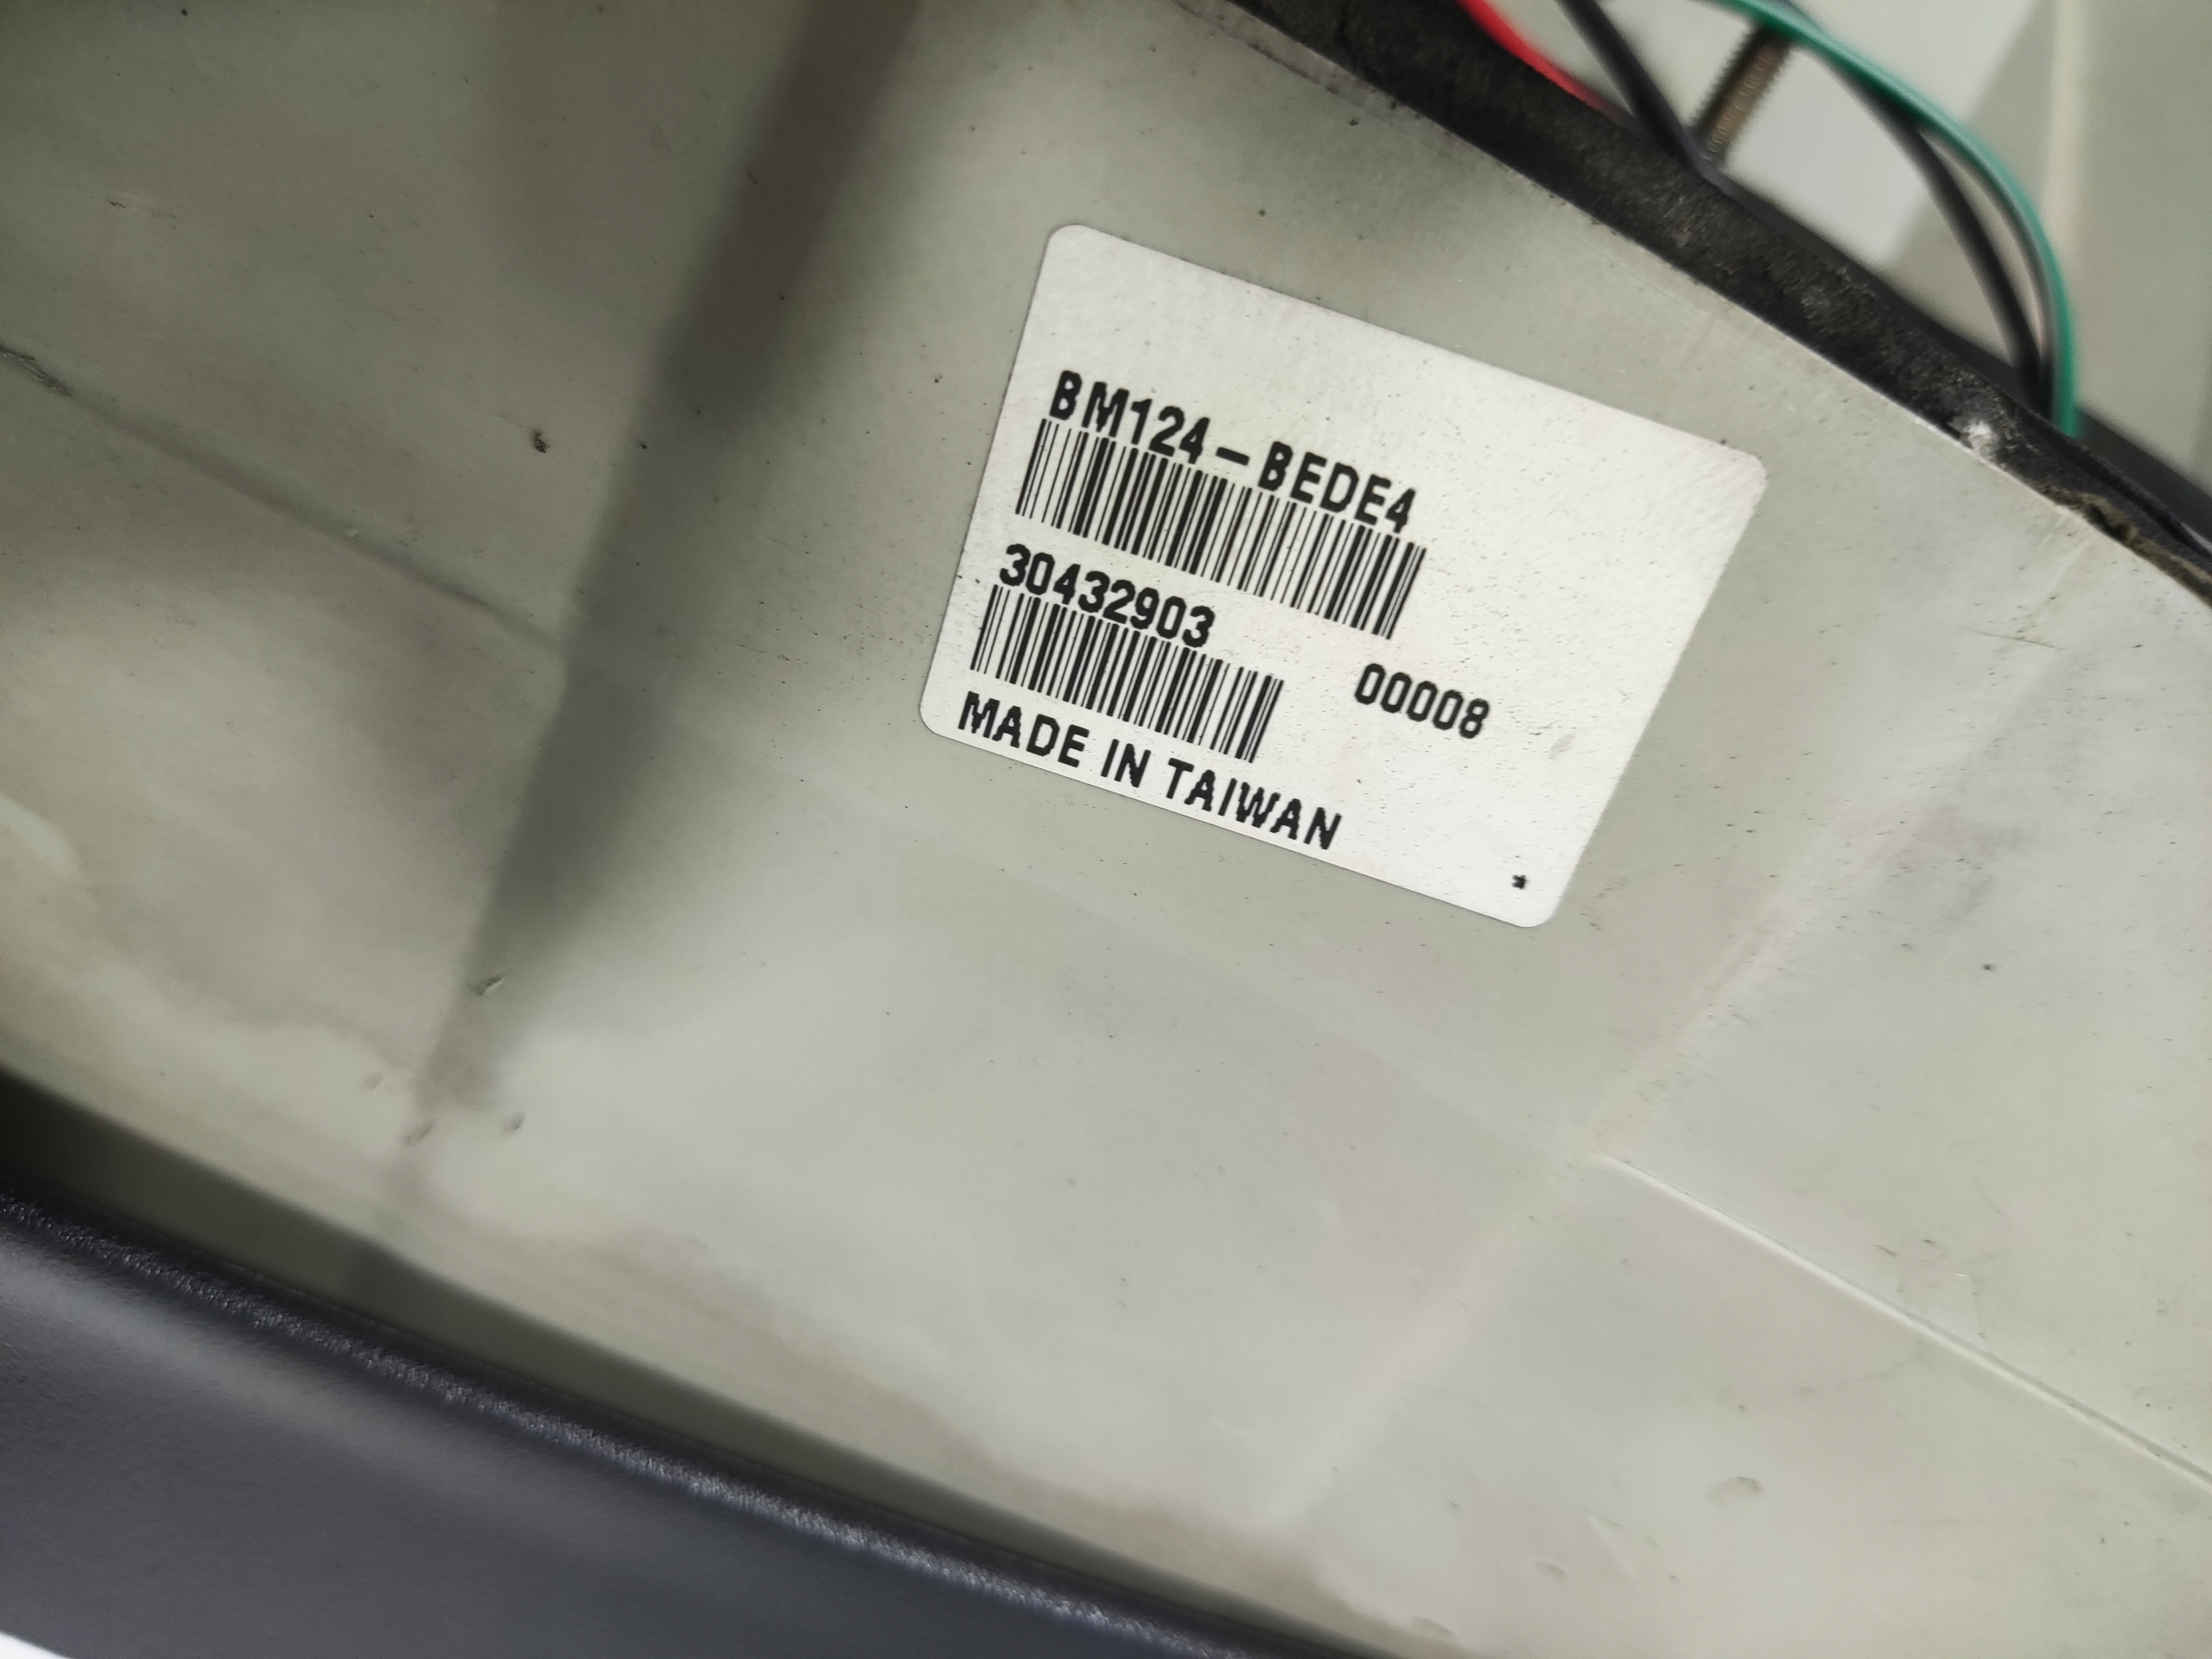 BM124-BEDE4
30432903
00008
MADE IN TAIWAN
*